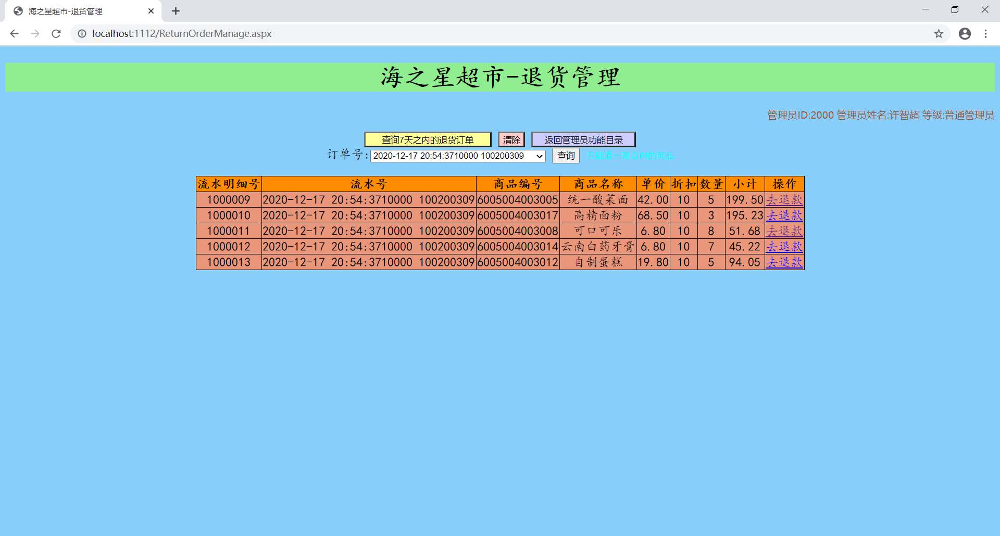 海之星超市-退货管理
localhost:1112/ReturnOrderManage.aspx
海之星超市-退货管理
管理员ID:2000 管理员姓名:许智超 等级:普通管理员
查询7天之内的退货订单 清除 返回管理员功能目录
订单号: 2020-12-17 20:54:3710000 100200309 查询 只能退一周以内的商品
流水明细号 流水号 商品编号 商品名称 单价 折扣 数量 小计 操作
1000009 2020-12-17 20:54:3710000 100200309 6005004003005 统一酸菜面 42.00 10 5 199.50 去退款
1000010 2020-12-17 20:54:3710000 100200309 6005004003017 高精面粉 68.50 10 3 195.23 去退款
1000011 2020-12-17 20:54:3710000 100200309 6005004003008 可口可乐 6.80 10 8 51.68 去退款
1000012 2020-12-17 20:54:3710000 100200309 6005004003014 云南白药牙膏 6.80 10 7 45.22 去退款
1000013 2020-12-17 20:54:3710000 100200309 6005004003012 自制蛋糕 19.80 10 5 94.05 去退款